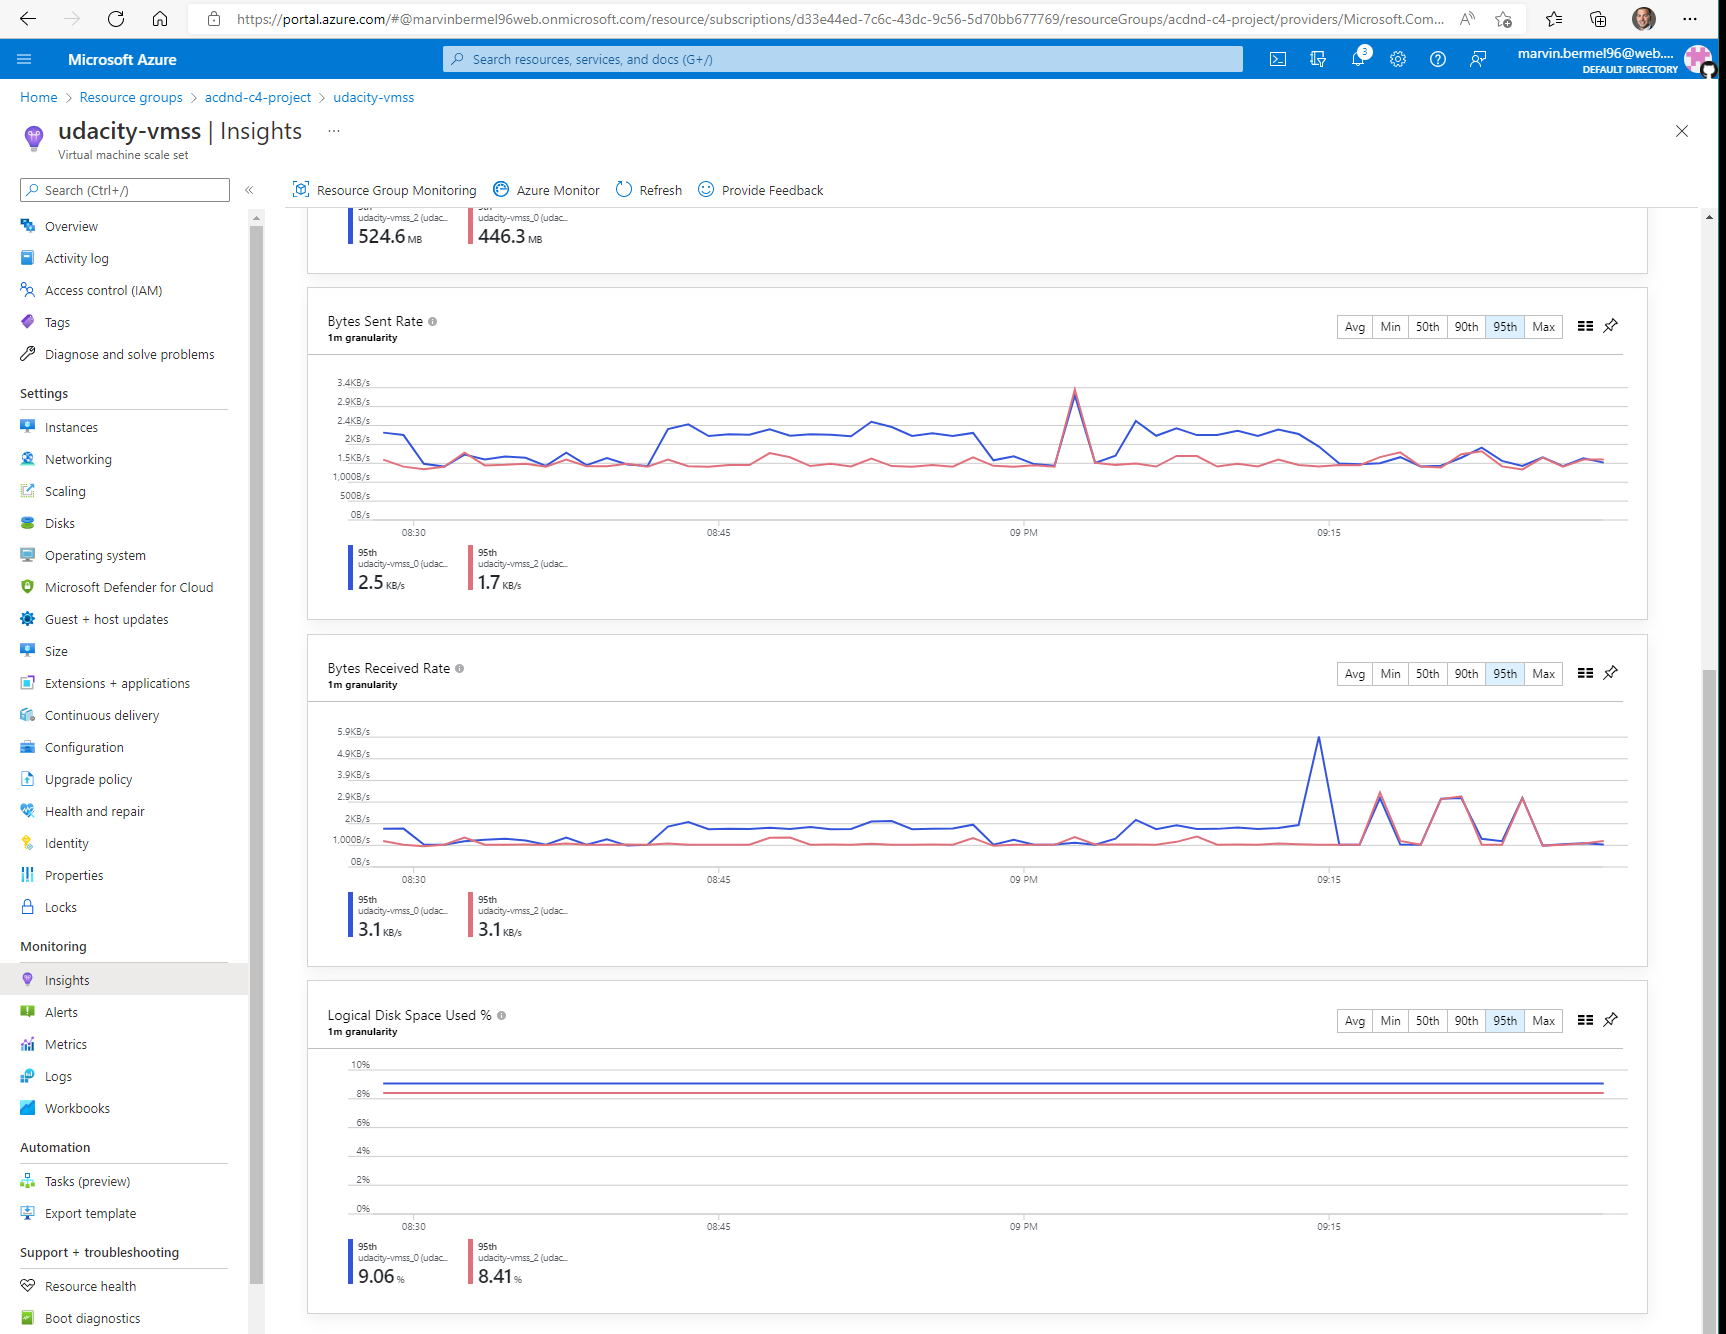 https://portal.azure.com/#@marvinbermel96web.onmicrosoft.com/resource/subscriptions/d33e44ed-7c6c-43dc-9c56-5d70bb677769/resourceGroups/acdnd-c4-project/providers/Microsoft.Com...
Microsoft Azure
Search resources, services, and docs (G+/)
3
marvin.bermel96@web....
DEFAULT DIRECTORY
Home > Resource groups > acdnd-c4-project > udacity-vmss
udacity-vmss | Insights ...
Virtual machine scale set
Search (Ctrl+/)
«
Resource Group Monitoring Azure Monitor Refresh Provide Feedback
Overview
Activity log
Access control (IAM)
Tags
Diagnose and solve problems
Settings
Instances
Networking
Scaling
Disks
Operating system
Microsoft Defender for Cloud
Guest + host updates
Size
Extensions + applications
Continuous delivery
Configuration
Upgrade policy
Health and repair
Identity
Properties
Locks
Monitoring
Insights
Alerts
Metrics
Logs
Workbooks
Automation
Tasks (preview)
Export template
Support + troubleshooting
Resource health
Boot diagnostics
udacity-vmss_2 (udac... udacity-vmss_0 (udac...
524.6 MB 446.3 MB
Bytes Sent Rate
1m granularity
Avg Min 50th 90th 95th Max
3.4KB/s
2.9KB/s
2.4KB/s
2KB/s
1.5KB/s
1,000B/s
500B/s
0B/s
08:30 08:45 09 PM 09:15
95th 95th
udacity-vmss_0 (udac... udacity-vmss_2 (udac...
2.5 KB/s 1.7 KB/s
Bytes Received Rate
1m granularity
Avg Min 50th 90th 95th Max
5.9KB/s
4.9KB/s
3.9KB/s
2.9KB/s
2KB/s
1,000B/s
0B/s
08:30 08:45 09 PM 09:15
95th 95th
udacity-vmss_0 (udac... udacity-vmss_2 (udac...
3.1 KB/s 3.1 KB/s
Logical Disk Space Used %
1m granularity
Avg Min 50th 90th 95th Max
10%
8%
6%
4%
2%
0%
08:30 08:45 09 PM 09:15
95th 95th
udacity-vmss_0 (udac... udacity-vmss_2 (udac...
9.06 % 8.41 %